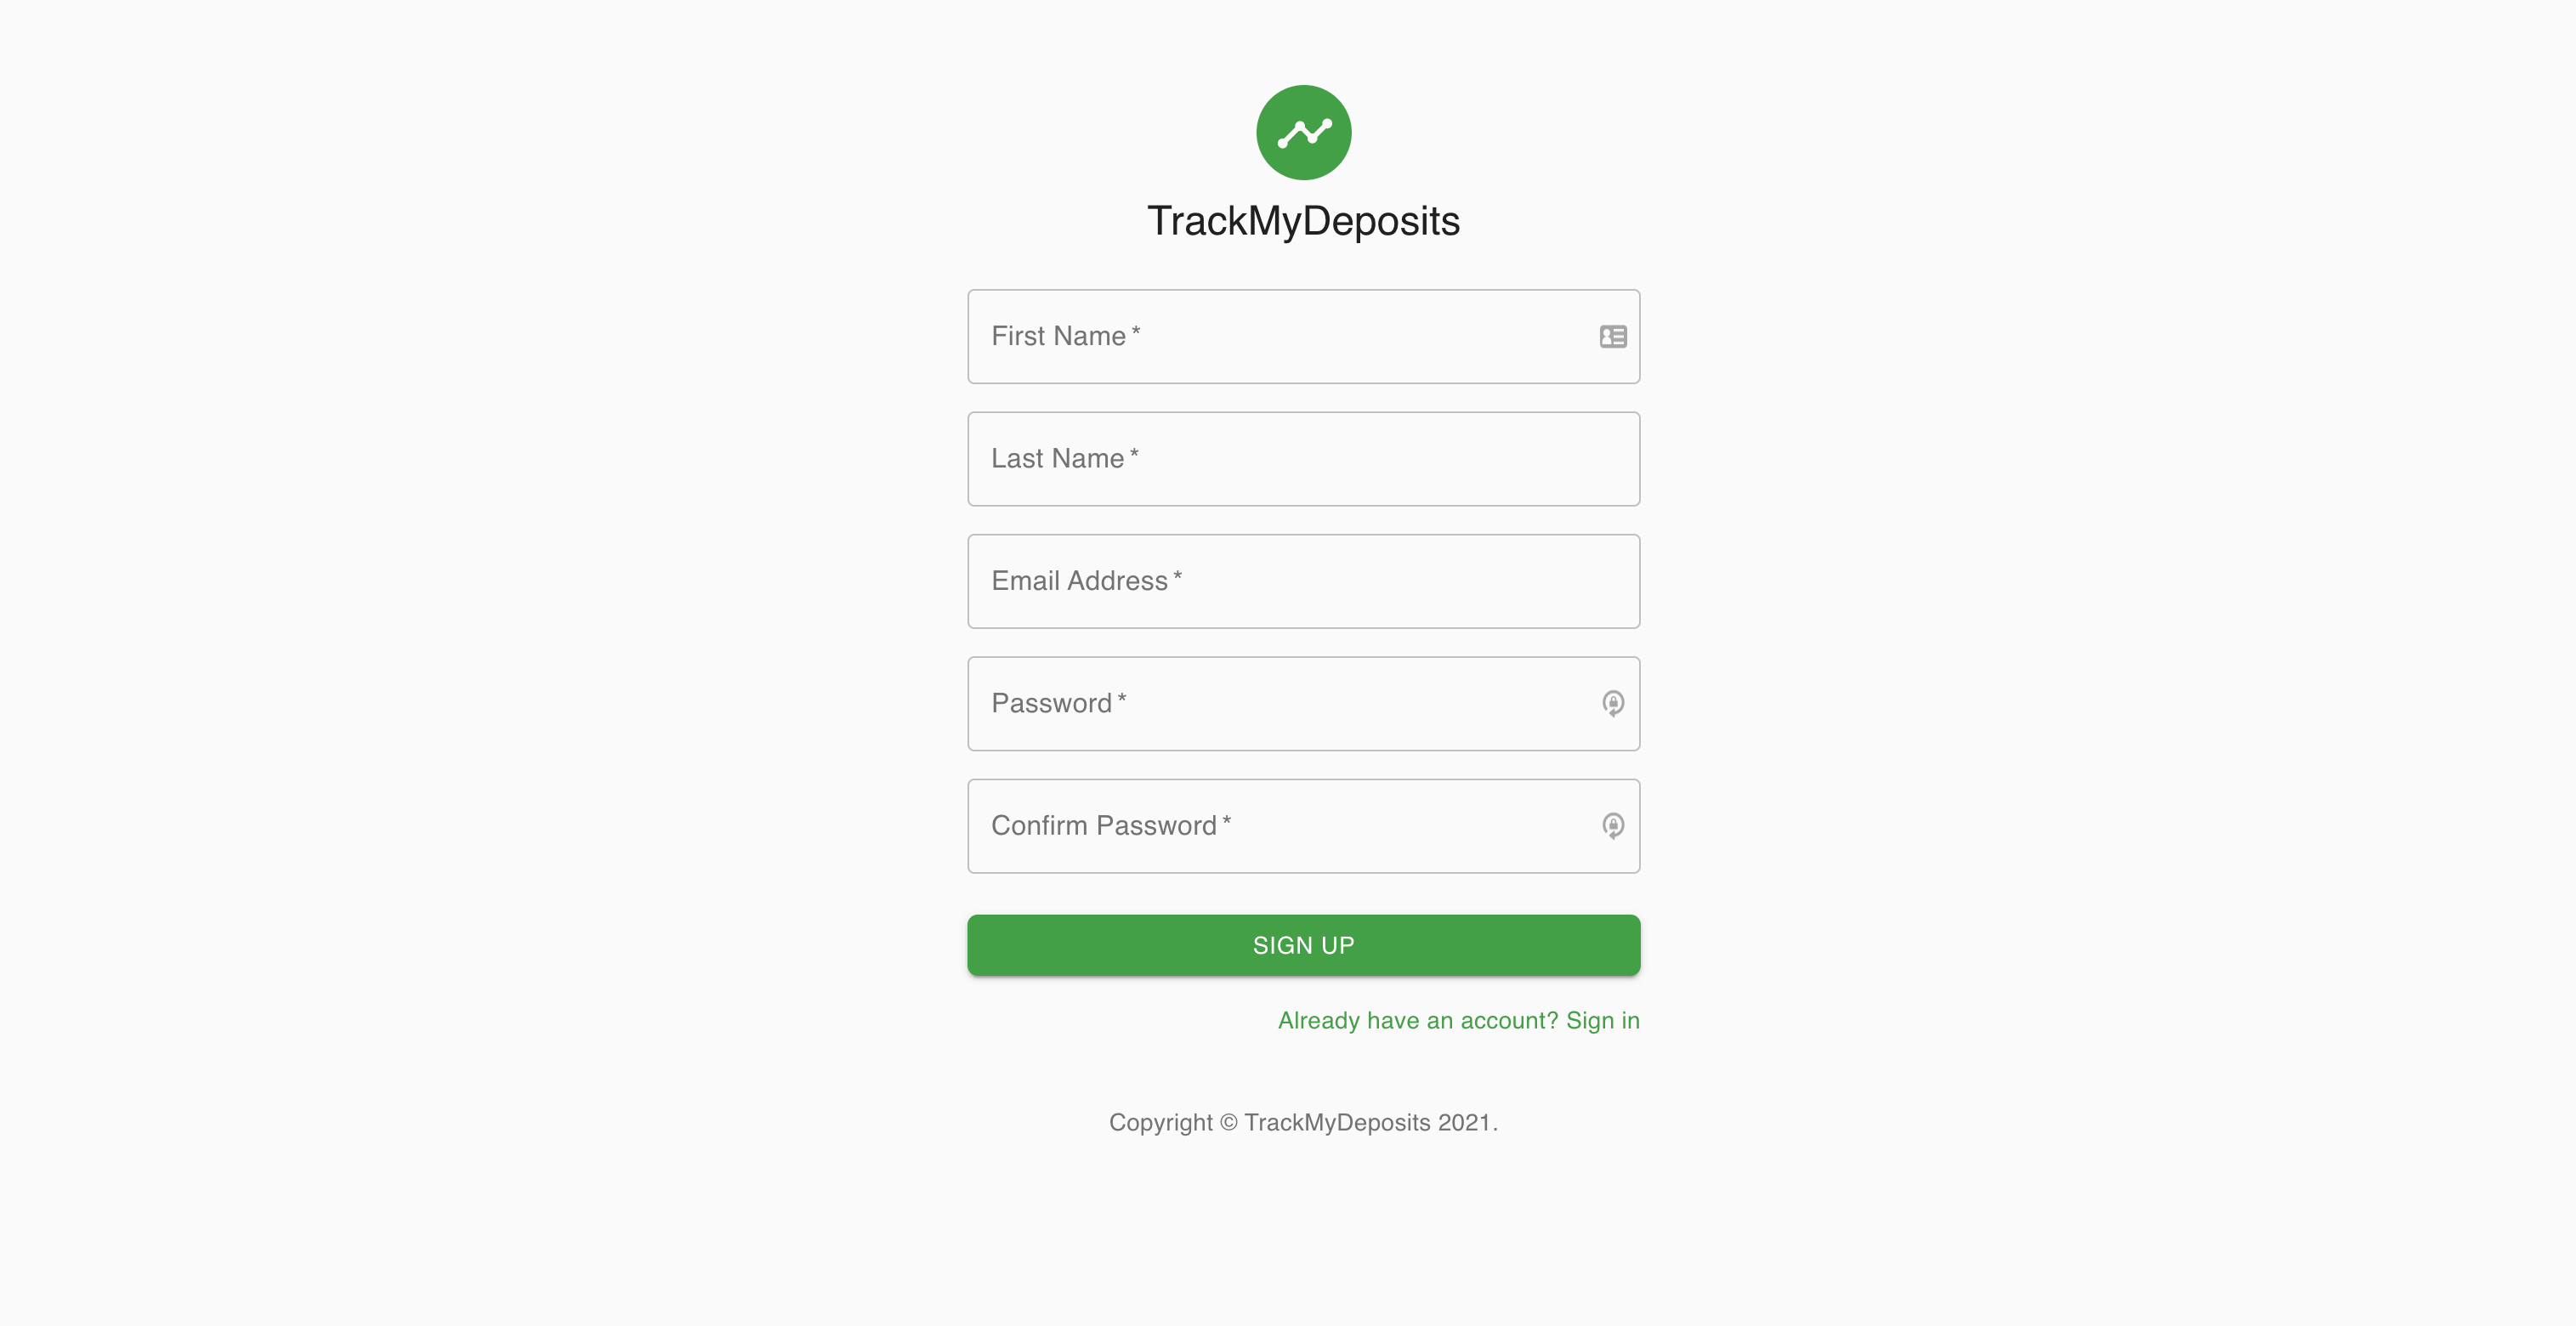 TrackMyDeposits
First Name *
Last Name *
Email Address *
Password *
Confirm Password *
SIGN UP
Already have an account? Sign in
Copyright © TrackMyDeposits 2021.